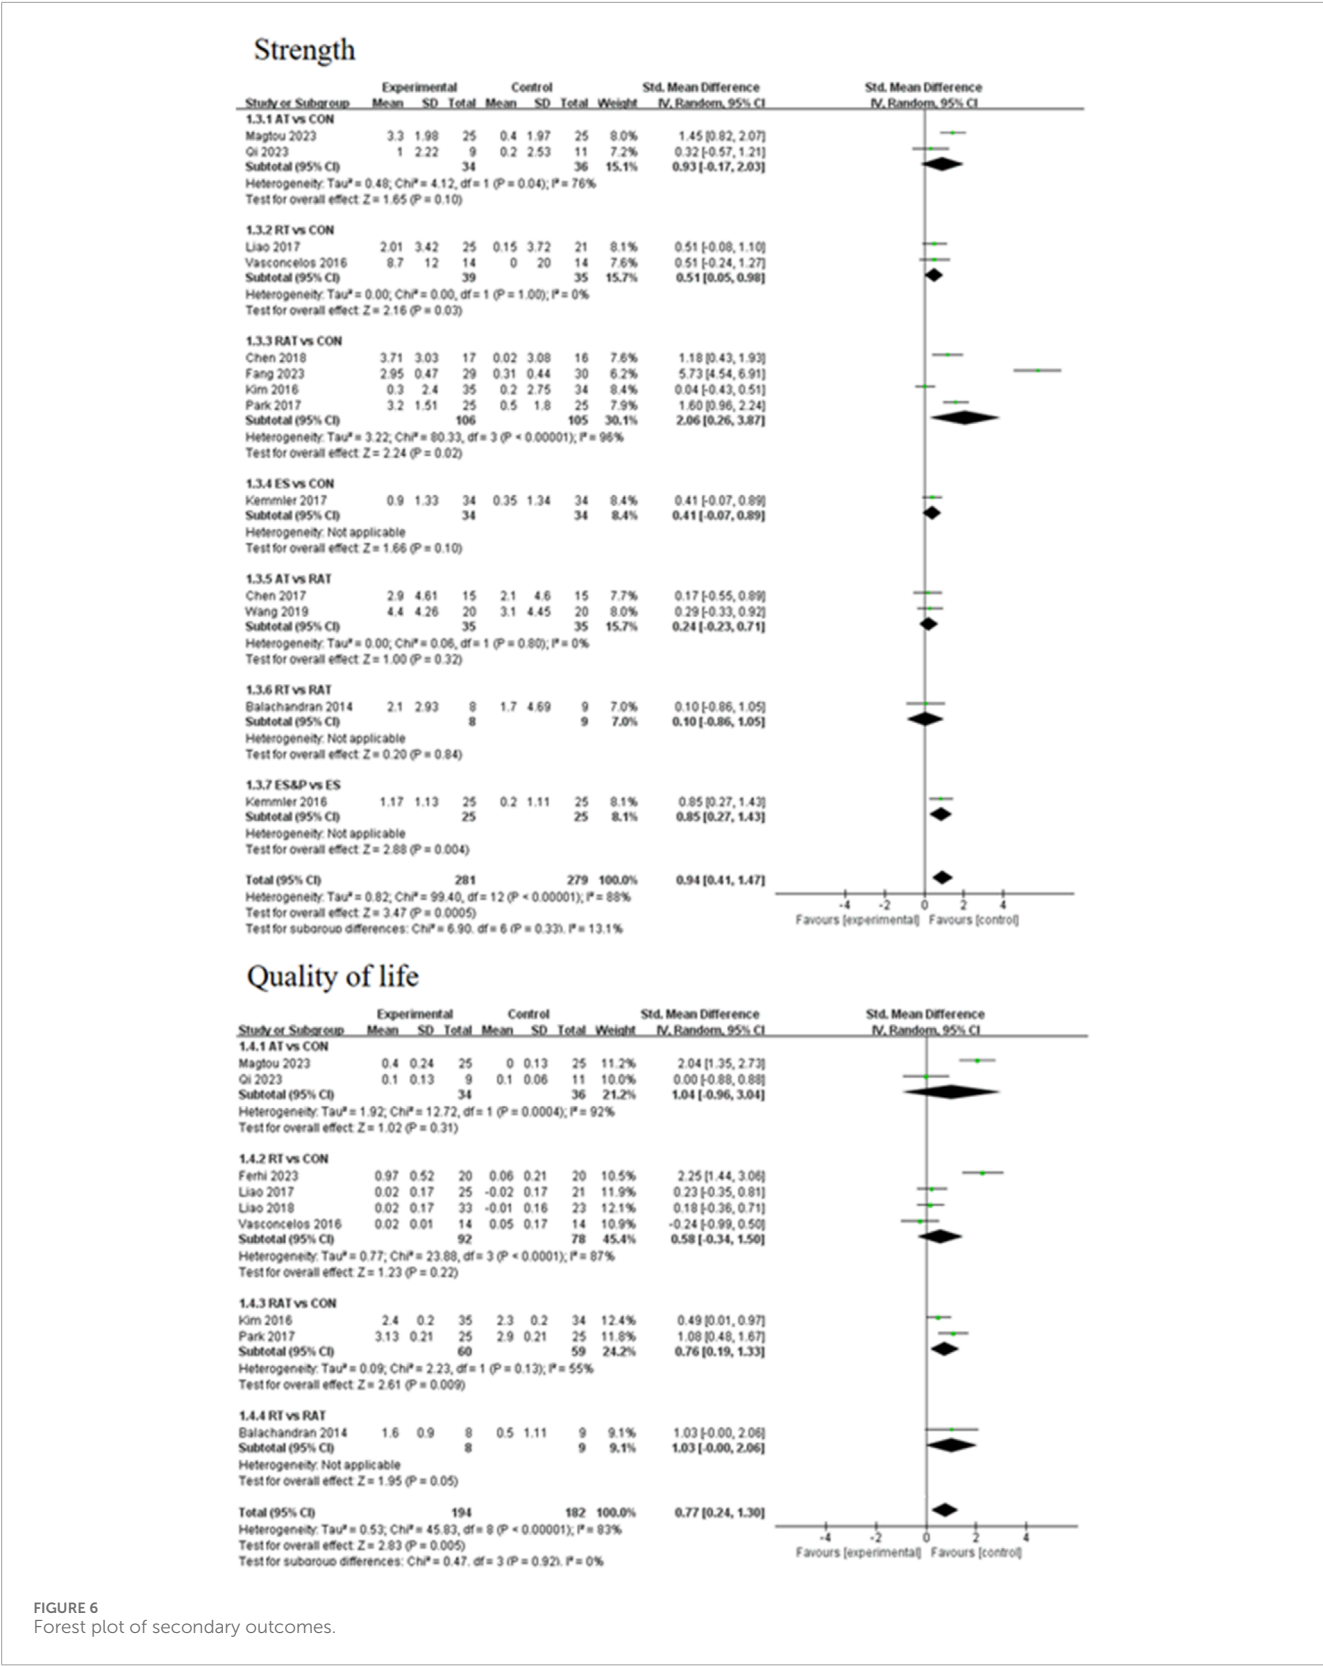 Strength
Experimental Control Std. Mean Difference Std. Mean Difference
Study or Subgroup Mean SD Total Mean SD Total Weight IV, Random, 95% CI IV, Random, 95% CI
1.3.1 AT vs CON
Magtou 2023 3.3 1.98 25 0.4 1.97 25 8.0% 1.45 [0.82, 2.07]
Qi 2023 1 2.22 9 0.2 2.53 11 7.2% 0.32 [-0.57, 1.21]
Subtotal (95% CI) 34 36 15.1% 0.93 [-0.17, 2.03]
Heterogeneity: Tau² = 0.48; Chi² = 4.12, df = 1 (P = 0.04); I² = 76%
Test for overall effect: Z = 1.65 (P = 0.10)
1.3.2 RT vs CON
Liao 2017 2.01 3.42 25 0.15 3.72 21 8.1% 0.51 [-0.08, 1.10]
Vasconcelos 2016 8.7 12 14 0 20 14 7.6% 0.51 [-0.24, 1.27]
Subtotal (95% CI) 39 35 15.7% 0.51 [0.05, 0.98]
Heterogeneity: Tau² = 0.00; Chi² = 0.00, df = 1 (P = 1.00); I² = 0%
Test for overall effect: Z = 2.16 (P = 0.03)
1.3.3 RAT vs CON
Chen 2018 3.71 3.03 17 0.02 3.08 16 7.6% 1.18 [0.43, 1.93]
Fang 2023 2.95 0.47 29 0.31 0.44 30 6.2% 5.73 [4.54, 6.91]
Kim 2016 0.3 2.4 35 0.2 2.75 34 8.4% 0.04 [-0.43, 0.51]
Park 2017 3.2 1.51 25 0.5 1.8 25 7.9% 1.60 [0.96, 2.24]
Subtotal (95% CI) 106 105 30.1% 2.06 [0.26, 3.87]
Heterogeneity: Tau² = 3.22; Chi² = 80.33, df = 3 (P < 0.00001); I² = 96%
Test for overall effect: Z = 2.24 (P = 0.02)
1.3.4 ES vs CON
Kemmler 2017 0.9 1.33 34 0.35 1.34 34 8.4% 0.41 [-0.07, 0.89]
Subtotal (95% CI) 34 34 8.4% 0.41 [-0.07, 0.89]
Heterogeneity: Not applicable
Test for overall effect: Z = 1.66 (P = 0.10)
1.3.5 AT vs RAT
Chen 2017 2.9 4.61 15 2.1 4.6 15 7.7% 0.17 [-0.55, 0.89]
Wang 2019 4.4 4.26 20 3.1 4.45 20 8.0% 0.29 [-0.33, 0.92]
Subtotal (95% CI) 35 35 15.7% 0.24 [-0.23, 0.71]
Heterogeneity: Tau² = 0.00; Chi² = 0.06, df = 1 (P = 0.80); I² = 0%
Test for overall effect: Z = 1.00 (P = 0.32)
1.3.6 RT vs RAT
Balachandran 2014 2.1 2.93 8 1.7 4.69 9 7.0% 0.10 [-0.86, 1.05]
Subtotal (95% CI) 8 9 7.0% 0.10 [-0.86, 1.05]
Heterogeneity: Not applicable
Test for overall effect: Z = 0.20 (P = 0.84)
1.3.7 ES&P vs ES
Kemmler 2016 1.17 1.13 25 0.2 1.11 25 8.1% 0.85 [0.27, 1.43]
Subtotal (95% CI) 25 25 8.1% 0.85 [0.27, 1.43]
Heterogeneity: Not applicable
Test for overall effect: Z = 2.88 (P = 0.004)
Total (95% CI) 281 279 100.0% 0.94 [0.41, 1.47]
Heterogeneity: Tau² = 0.82; Chi² = 99.40, df = 12 (P < 0.00001); I² = 88%
Test for overall effect: Z = 3.47 (P = 0.0005)
Test for subgroup differences: Chi² = 6.90, df = 6 (P = 0.33), I² = 13.1%
-4 -2 0 2 4
Favours [experimental] Favours [control]
Quality of life
Experimental Control Std. Mean Difference Std. Mean Difference
Study or Subgroup Mean SD Total Mean SD Total Weight IV, Random, 95% CI IV, Random, 95% CI
1.4.1 AT vs CON
Magtou 2023 0.4 0.24 25 0 0.13 25 11.2% 2.04 [1.35, 2.73]
Qi 2023 0.1 0.13 9 0.1 0.06 11 10.0% 0.00 [-0.88, 0.88]
Subtotal (95% CI) 34 36 21.2% 1.04 [-0.96, 3.04]
Heterogeneity: Tau² = 1.92; Chi² = 12.72, df = 1 (P = 0.0004); I² = 92%
Test for overall effect: Z = 1.02 (P = 0.31)
1.4.2 RT vs CON
Ferhi 2023 0.97 0.52 20 0.06 0.21 20 10.5% 2.25 [1.44, 3.06]
Liao 2017 0.02 0.17 25 -0.02 0.17 21 11.9% 0.23 [-0.35, 0.81]
Liao 2018 0.02 0.17 33 -0.01 0.16 23 12.1% 0.18 [-0.36, 0.71]
Vasconcelos 2016 0.02 0.01 14 0.05 0.17 14 10.9% -0.24 [-0.99, 0.50]
Subtotal (95% CI) 92 78 45.4% 0.58 [-0.34, 1.50]
Heterogeneity: Tau² = 0.77; Chi² = 23.88, df = 3 (P < 0.0001); I² = 87%
Test for overall effect: Z = 1.23 (P = 0.22)
1.4.3 RAT vs CON
Kim 2016 2.4 0.2 35 2.3 0.2 34 12.4% 0.49 [0.01, 0.97]
Park 2017 3.13 0.21 25 2.9 0.21 25 11.8% 1.08 [0.48, 1.67]
Subtotal (95% CI) 60 59 24.2% 0.76 [0.19, 1.33]
Heterogeneity: Tau² = 0.09; Chi² = 2.23, df = 1 (P = 0.13); I² = 55%
Test for overall effect: Z = 2.61 (P = 0.009)
1.4.4 RT vs RAT
Balachandran 2014 1.6 0.9 8 0.5 1.11 9 9.1% 1.03 [-0.00, 2.06]
Subtotal (95% CI) 8 9 9.1% 1.03 [-0.00, 2.06]
Heterogeneity: Not applicable
Test for overall effect: Z = 1.95 (P = 0.05)
Total (95% CI) 194 182 100.0% 0.77 [0.24, 1.30]
Heterogeneity: Tau² = 0.53; Chi² = 45.83, df = 8 (P < 0.00001); I² = 83%
Test for overall effect: Z = 2.83 (P = 0.005)
Test for subgroup differences: Chi² = 0.47, df = 3 (P = 0.92), I² = 0%
-4 -2 0 2 4
Favours [experimental] Favours [control]
FIGURE 6
Forest plot of secondary outcomes.